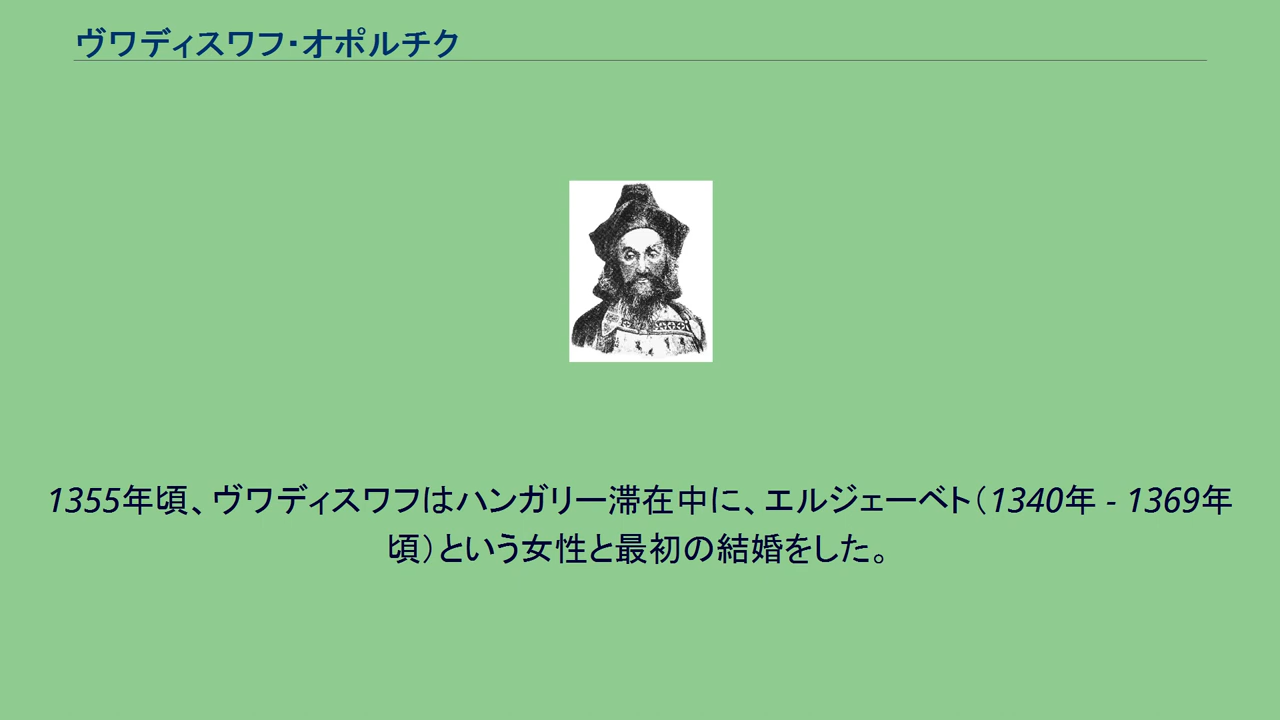 ヴワディスワフ・オポルチク
1355年頃、ヴワディスワフはハンガリー滞在中に、エルジェーベト（1340年 - 1369年
頃）という女性と最初の結婚をした。